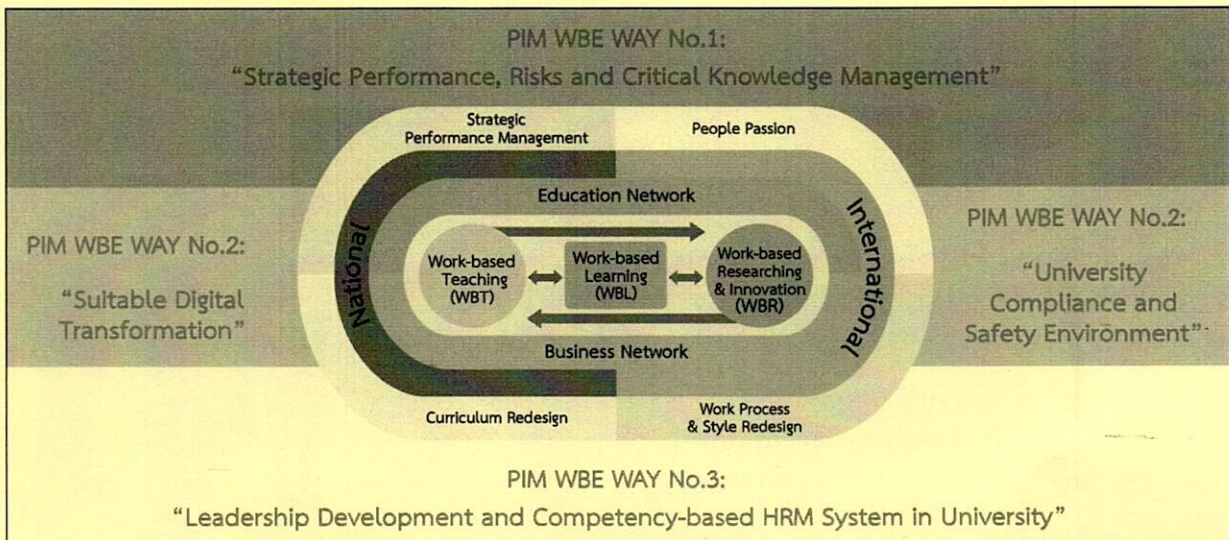 PIM WBE WAY No.1:
“Strategic Performance, Risks and Critical Knowledge Management”
Strategic
Performance Management
People Passion
Education Network
National
International
PIM WBE WAY No.2:
“Suitable Digital
Transformation”
Work-based
Teaching
(WBT)
Work-based
Learning
(WBL)
Work-based
Researching
& Innovation
(WBR)
PIM WBE WAY No.2:
“University
Compliance and
Safety Environment”
Business Network
Curriculum Redesign
Work Process
& Style Redesign
PIM WBE WAY No.3:
“Leadership Development and Competency-based HRM System in University”